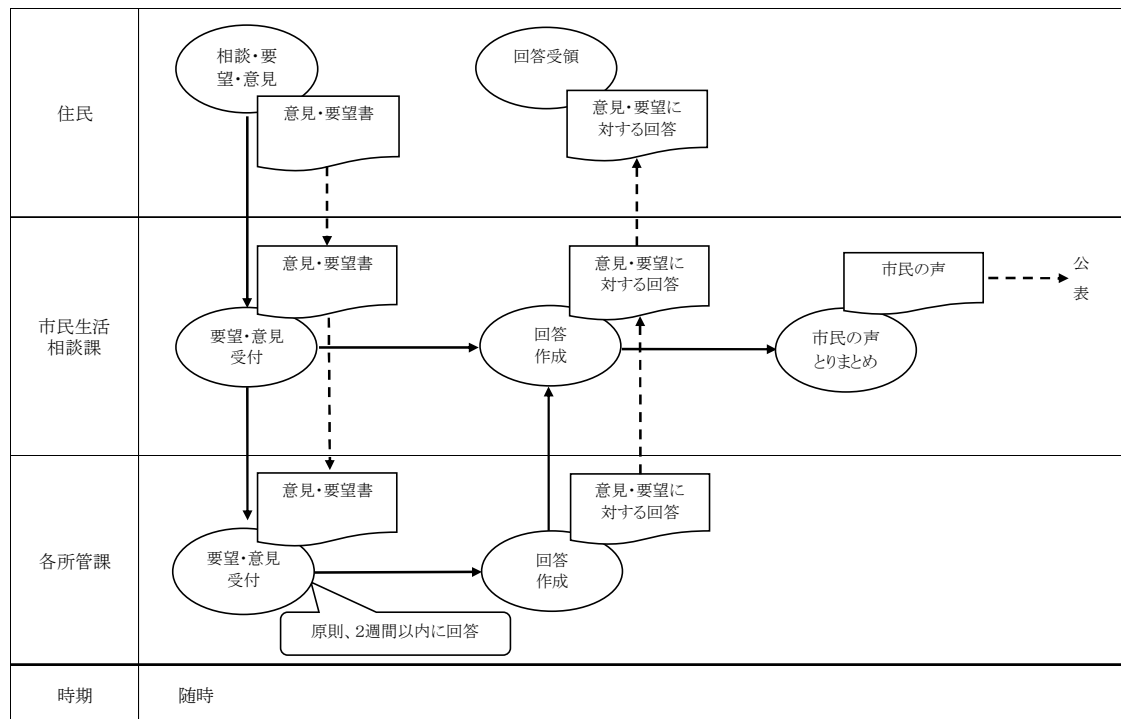 住民
相談・要
望・意見
意見・要望書
回答受領
意見・要望に
対する回答
市民生活
相談課
意見・要望書
要望・意見
受付
意見・要望に
対する回答
回答
作成
市民の声
市民の声
とりまとめ
公
表
各所管課
意見・要望書
要望・意見
受付
原則、2週間以内に回答
意見・要望に
対する回答
回答
作成
時期
随時